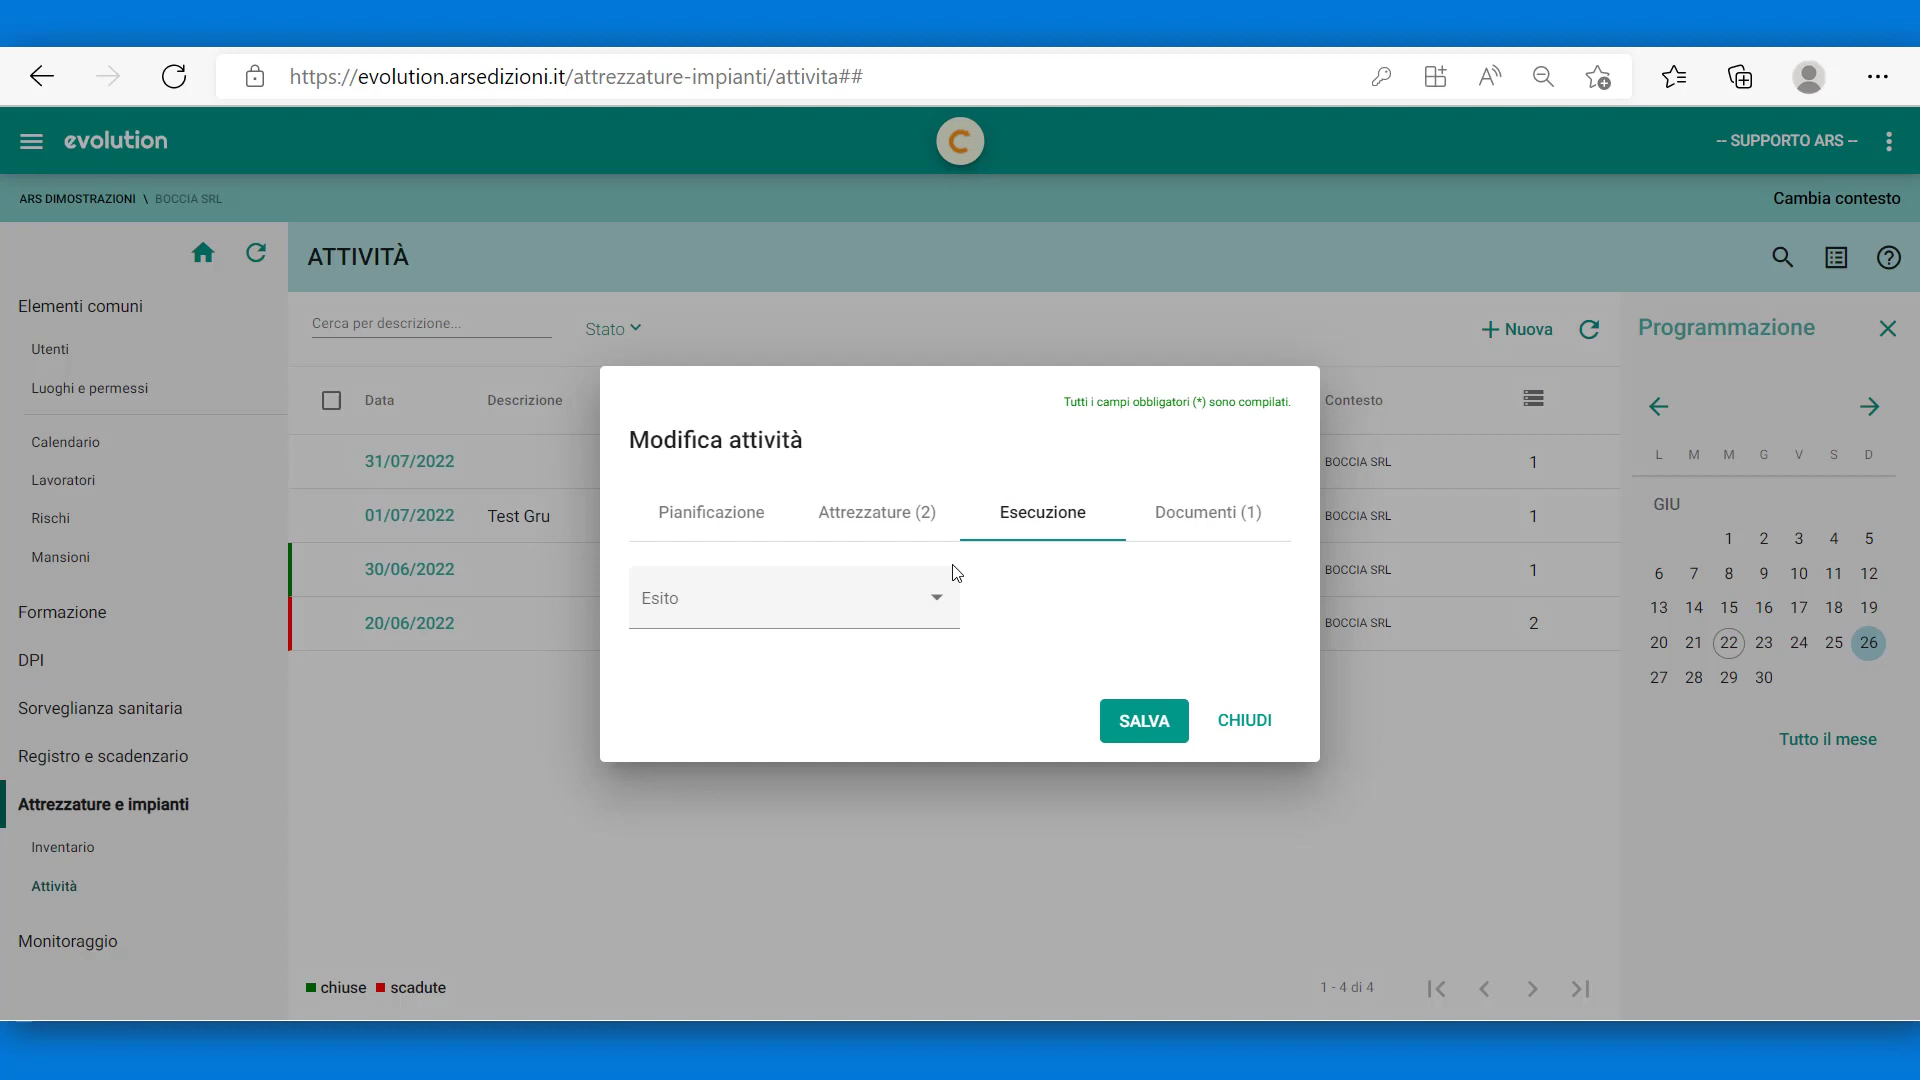 https://evolution.arsedizioni.it/attrezzature-impianti/attivita##
evolution
C
-- SUPPORTO ARS --
ARS DIMOSTRAZIONI \ BOCCIA SRL
Cambia contesto
ATTIVITÀ
Elementi comuni
Utenti
Luoghi e permessi
Calendario
Lavoratori
Rischi
Mansioni
Formazione
DPI
Sorveglianza sanitaria
Registro e scadenzario
Attrezzature e impianti
Inventario
Attività
Monitoraggio
Cerca per descrizione...
Stato
+ Nuova
Data Descrizione Contesto
31/07/2022 BOCCIA SRL 1
01/07/2022 Test Gru BOCCIA SRL 1
30/06/2022 BOCCIA SRL 1
20/06/2022 BOCCIA SRL 2
Tutti i campi obbligatori (*) sono compilati.
Modifica attività
Pianificazione Attrezzature (2) Esecuzione Documenti (1)
Esito
SALVA CHIUDI
chiuse scadute
1 - 4 di 4
Programmazione
L M M G V S D
GIU
1 2 3 4 5
6 7 8 9 10 11 12
13 14 15 16 17 18 19
20 21 22 23 24 25 26
27 28 29 30
Tutto il mese